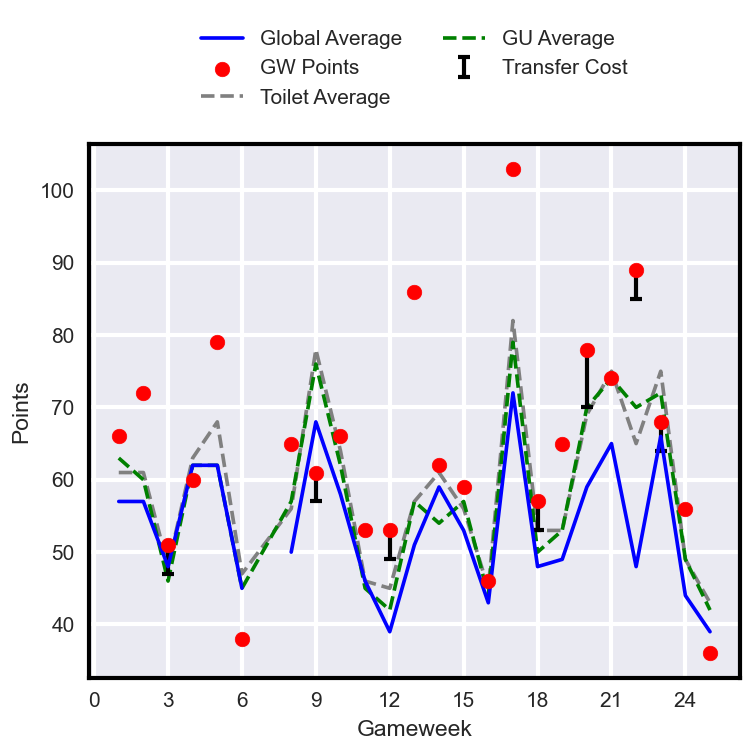 Global Average GU Average
GW Points Transfer Cost
Toilet Average
100
90
80
70
60
50
40
Points
0 3 6 9 12 15 18 21 24
Gameweek